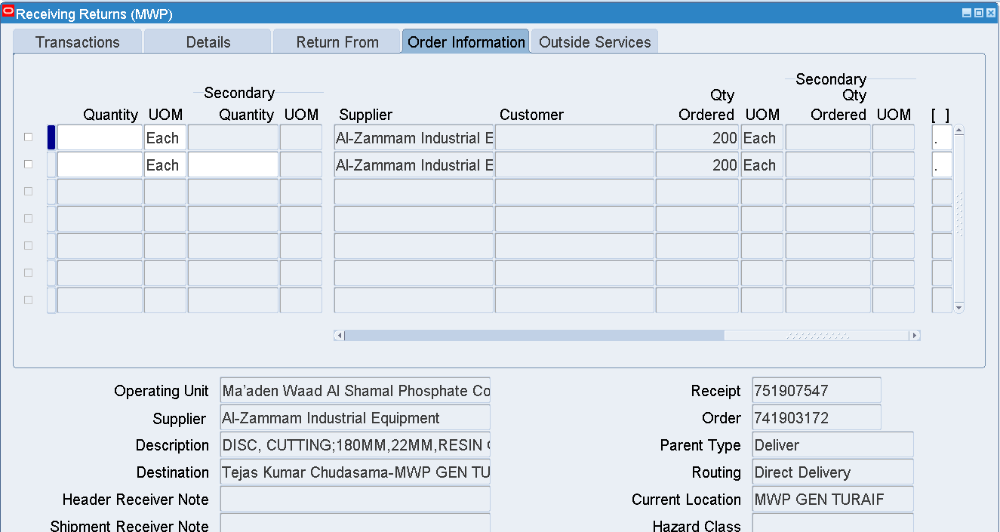 Receiving Returns (MWP)
Transactions Details Return From Order Information Outside Services
Secondary Secondary
Quantity UOM Quantity UOM Supplier Customer Qty Ordered UOM Qty Ordered UOM [ ]
Each Al-Zammam Industrial E 200 Each .
Each Al-Zammam Industrial E 200 Each .
Operating Unit Ma'aden Waad Al Shamal Phosphate Co Receipt 751907547
Supplier Al-Zammam Industrial Equipment Order 741903172
Description DISC, CUTTING;180MM,22MM,RESIN Parent Type Deliver
Destination Tejas Kumar Chudasama-MWP GEN TU Routing Direct Delivery
Header Receiver Note Current Location MWP GEN TURAIF
Shipment Receiver Note Hazard Class